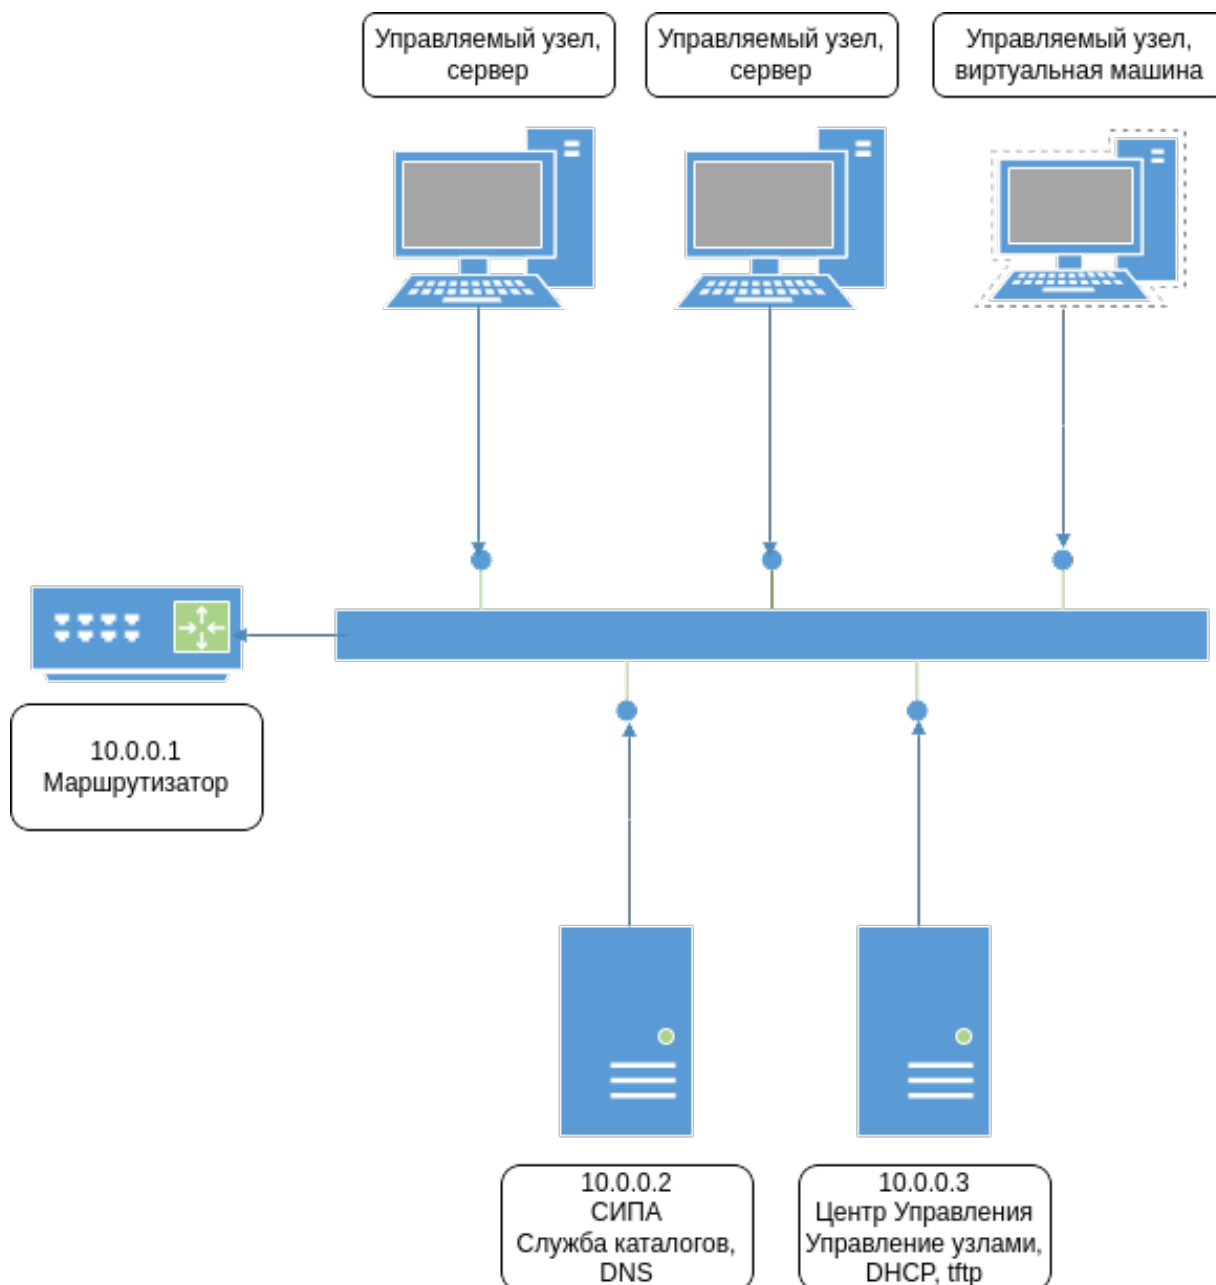 Управляемый узел,
сервер
Управляемый узел,
сервер
Управляемый узел,
виртуальная машина
10.0.0.1
Маршрутизатор
10.0.0.2
СИПА
Служба каталогов,
DNS
10.0.0.3
Центр Управления
Управление узлами,
DHCP, tftp